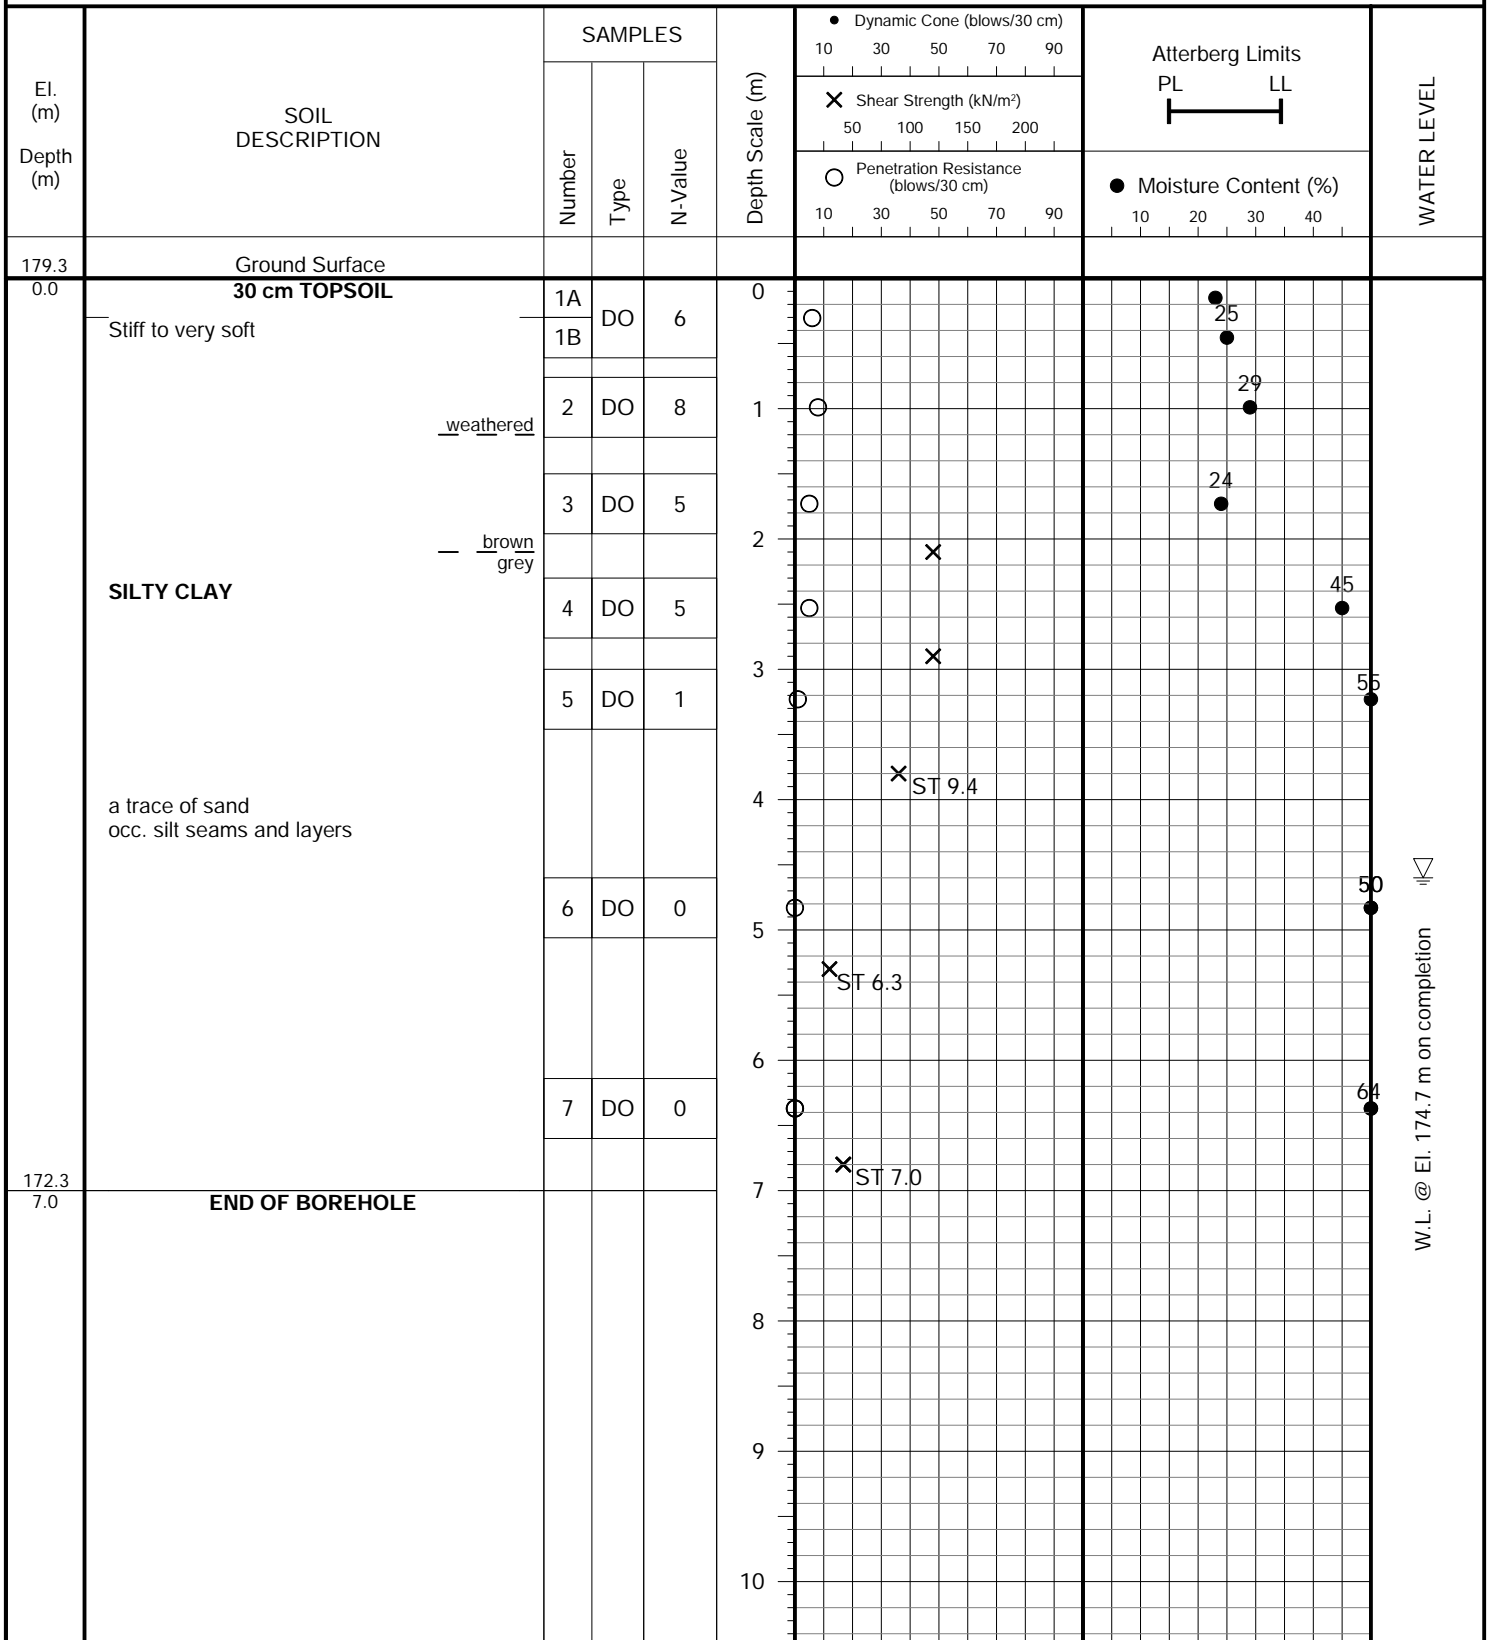 El.
(m)
Depth
(m)
SOIL
DESCRIPTION
SAMPLES
Number
Type
N-Value
Depth Scale (m)
Dynamic Cone (blows/30 cm)
10 30 50 70 90
Shear Strength (kN/m²)
50 100 150 200
Penetration Resistance
(blows/30 cm)
10 30 50 70 90
Atterberg Limits
PL LL
Moisture Content (%)
10 20 30 40
WATER LEVEL
179.3 Ground Surface
0.0 30 cm TOPSOIL 0
1A
DO 6
25
Stiff to very soft
1B
29
2 DO 8 1
weathered
24
3 DO 5
2
brown
grey
45
SILTY CLAY
4 DO 5
3
55
5 DO 1
ST 9.4
4
a trace of sand
occ. silt seams and layers
50
6 DO 0
5
ST 6.3
6
64
7 DO 0
ST 7.0
172.3
7
7.0 END OF BOREHOLE
W.L. @ El. 174.7 m on completion
8
9
10